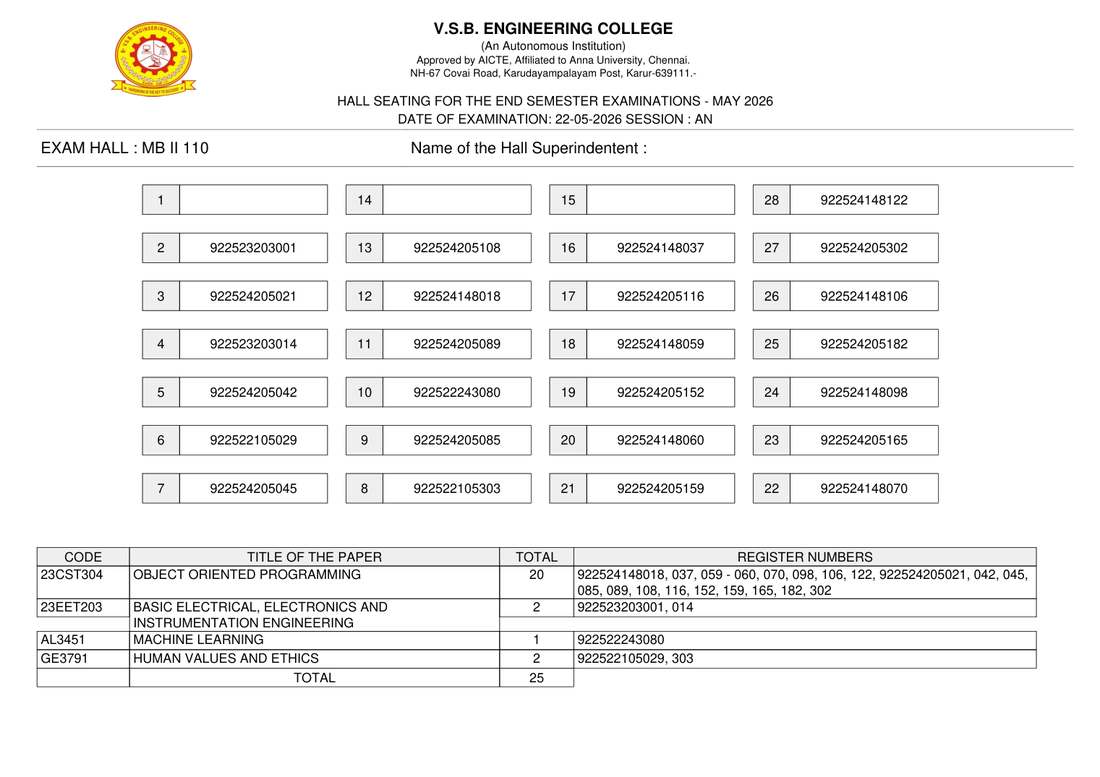 V.S.B. ENGINEERING COLLEGE
(An Autonomous Institution)
Approved by AICTE, Affiliated to Anna University, Chennai.
NH-67 Covai Road, Karudayampalayam Post, Karur-639111.-
HALL SEATING FOR THE END SEMESTER EXAMINATIONS - MAY 2026
DATE OF EXAMINATION: 22-05-2026 SESSION : AN
EXAM HALL : MB II 110 Name of the Hall Superindentent :
1 14 15 28 922524148122
2 922523203001 13 922524205108 16 922524148037 27 922524205302
3 922524205021 12 922524148018 17 922524205116 26 922524148106
4 922523203014 11 922524205089 18 922524148059 25 922524205182
5 922524205042 10 922522243080 19 922524205152 24 922524148098
6 922522105029 9 922524205085 20 922524148060 23 922524205165
7 922524205045 8 922522105303 21 922524205159 22 922524148070
CODE TITLE OF THE PAPER TOTAL REGISTER NUMBERS
23CST304 OBJECT ORIENTED PROGRAMMING 20 922524148018, 037, 059 - 060, 070, 098, 106, 122, 922524205021, 042, 045,
085, 089, 108, 116, 152, 159, 165, 182, 302
23EET203 BASIC ELECTRICAL, ELECTRONICS AND 2 922523203001, 014
INSTRUMENTATION ENGINEERING
AL3451 MACHINE LEARNING 1 922522243080
GE3791 HUMAN VALUES AND ETHICS 2 922522105029, 303
TOTAL 25